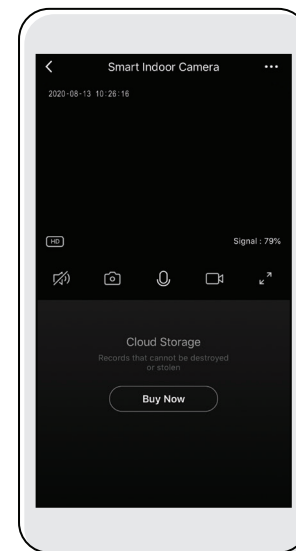 Smart Indoor Camera
2020-08-13 10:26:16
HD Signal : 79%
Cloud Storage
Records that cannot be destroyed
or stolen
Buy Now